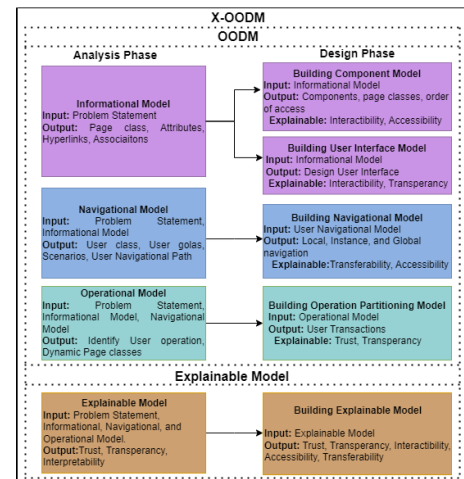 X-OODM
OODM
Analysis Phase
Design Phase
Informational Model
Input: Problem Statement
Output: Page class, Attributes,
Hyperlinks, Associaitons
Building Component Model
Input: Informational Model
Output: Components, page classes, order
of access
Explainable: Interactibility, Accessibility
Building User Interface Model
Input: Informational Model
Output: Design User Interface
Explainable: Interactibility, Transperancy
Navigational Model
Input: Problem Statement,
Informational Model
Output: User class, User golas,
Scenarios, User Navigational Path
Building Navigational Model
Input: User Navigational Model
Output: Local, Instance, and Global
navigation
Explainable:Transferability, Accessibility
Operational Model
Input: Problem Statement,
Informational Model, Navigational
Model
Output: Identify User operation,
Dynamic Page classes
Building Operation Partitioning Model
Input: Operational Model
Output: User Transactions
Explainable: Trust, Transperancy
Explainable Model
Explainable Model
Input: Problem Statement,
Informational, Navigational, and
Operational Model.
Output:Trust, Transperancy,
Interpretability
Building Explainable Model
Input: Explainable Model
Output: Trust, Transperancy, Interactibility,
Accessibility, Transferability